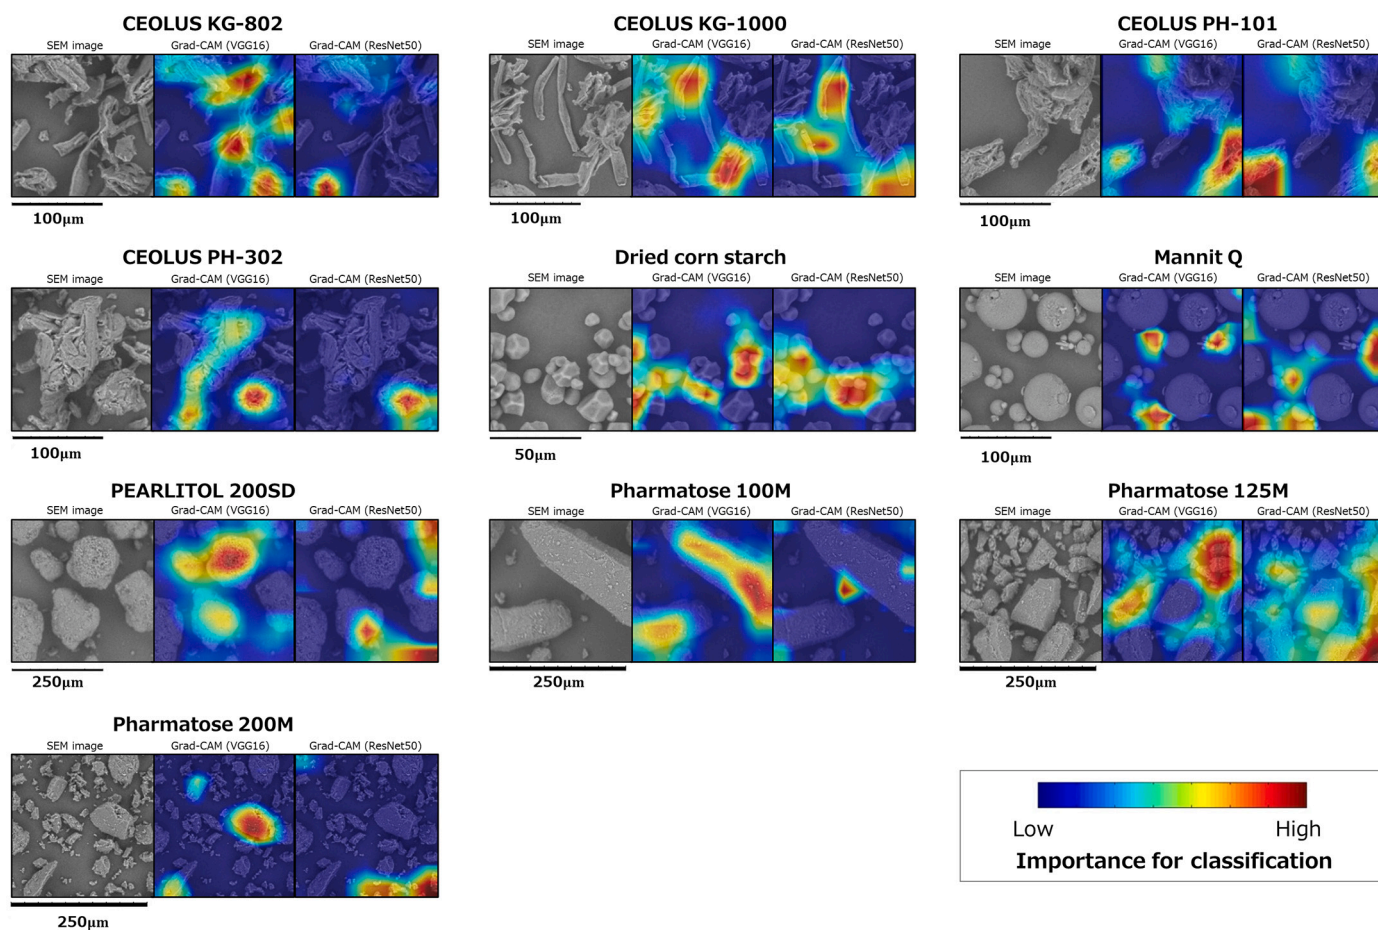 CEOLUS KG-802
SEM image Grad-CAM (VGG16) Grad-CAM (ResNet50)
100μm
CEOLUS KG-1000
SEM image Grad-CAM (VGG16) Grad-CAM (ResNet50)
100μm
CEOLUS PH-101
SEM image Grad-CAM (VGG16) Grad-CAM (ResNet50)
100μm
CEOLUS PH-302
SEM image Grad-CAM (VGG16) Grad-CAM (ResNet50)
100μm
Dried corn starch
SEM image Grad-CAM (VGG16) Grad-CAM (ResNet50)
50μm
Mannit Q
SEM image Grad-CAM (VGG16) Grad-CAM (ResNet50)
100μm
PEARLITOL 200SD
SEM image Grad-CAM (VGG16) Grad-CAM (ResNet50)
250μm
Pharmatose 100M
SEM image Grad-CAM (VGG16) Grad-CAM (ResNet50)
250μm
Pharmatose 125M
SEM image Grad-CAM (VGG16) Grad-CAM (ResNet50)
250μm
Pharmatose 200M
SEM image Grad-CAM (VGG16) Grad-CAM (ResNet50)
250μm
Low High
Importance for classification